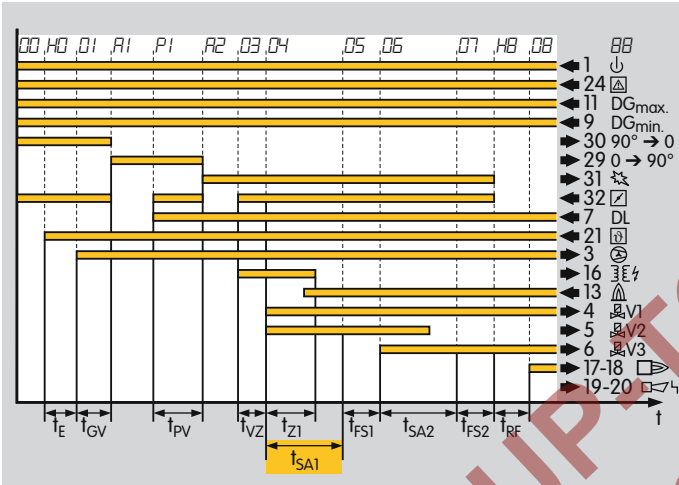 00 H0 01 A1 P1 A2 03 04 05 06 07 H8 08 88
1
24
11 DGmax.
9 DGmin.
30 90° → 0
29 0 → 90°
31
32
7 DL
21 ϑ
3
16
13
4 V1
5 V2
6 V3
17-18
19-20
t
tE tGV tPV tVZ tZ1 tFS1 tSA2 tFS2 tRF
tSA1
UP-TO